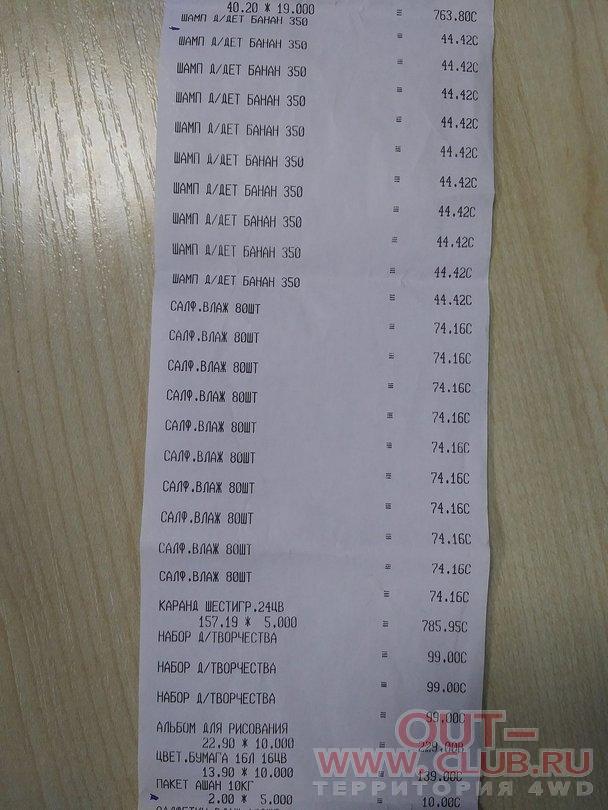 40.20 * 19.000 = 763.80С
ШАМП Д/ДЕТ БАНАН 350 = 44.42С
ШАМП Д/ДЕТ БАНАН 350 = 44.42С
ШАМП Д/ДЕТ БАНАН 350 = 44.42С
ШАМП Д/ДЕТ БАНАН 350 = 44.42С
ШАМП Д/ДЕТ БАНАН 350 = 44.42С
ШАМП Д/ДЕТ БАНАН 350 = 44.42С
ШАМП Д/ДЕТ БАНАН 350 = 44.42С
ШАМП Д/ДЕТ БАНАН 350 = 44.42С
ШАМП Д/ДЕТ БАНАН 350 = 44.42С
ШАМП Д/ДЕТ БАНАН 350 = 44.42С
САЛФ.ВЛАЖ 80ШТ = 74.16С
САЛФ.ВЛАЖ 80ШТ = 74.16С
САЛФ.ВЛАЖ 80ШТ = 74.16С
САЛФ.ВЛАЖ 80ШТ = 74.16С
САЛФ.ВЛАЖ 80ШТ = 74.16С
САЛФ.ВЛАЖ 80ШТ = 74.16С
САЛФ.ВЛАЖ 80ШТ = 74.16С
САЛФ.ВЛАЖ 80ШТ = 74.16С
САЛФ.ВЛАЖ 80ШТ = 74.16С
САЛФ.ВЛАЖ 80ШТ = 74.16С
КАРАНД ШЕСТИГР.24ЦВ
157.19 * 5.000 = 785.95С
НАБОР Д/ТВОРЧЕСТВА = 99.00С
НАБОР Д/ТВОРЧЕСТВА = 99.00С
НАБОР Д/ТВОРЧЕСТВА = 99.00С
АЛЬБОМ ДЛЯ РИСОВАНИЯ
22.90 * 10.000 = 229.00В
ЦВЕТ.БУМАГА 16Л 16ЦВ
13.90 * 10.000 = 139.00С
ПАКЕТ АШАН 10КГ
2.00 * 5.000 = 10.00С
OUT-
WWW.CLUB.RU
ТЕРРИТОРИЯ 4WD